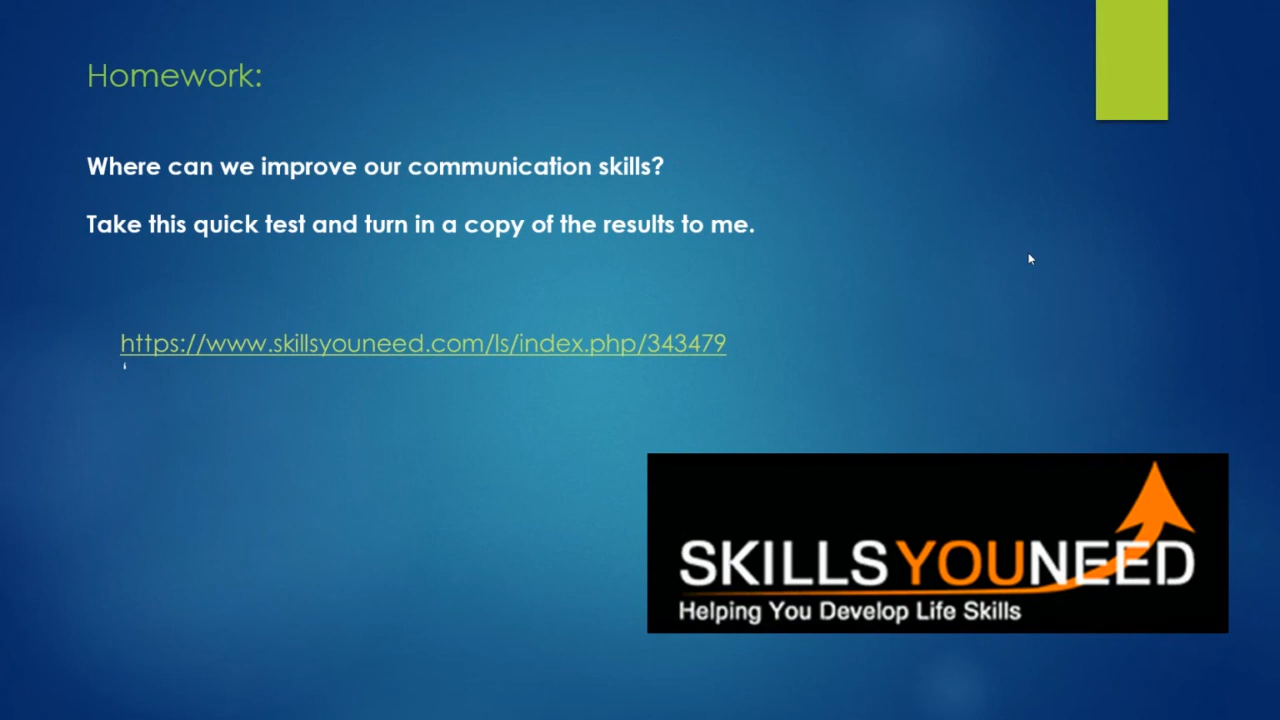 Homework:
Where can we improve our communication skills?
Take this quick test and turn in a copy of the results to me.
https://www.skillsyouneed.com/ls/index.php/343479
SKILLSYOUNEED
Helping You Develop Life Skills